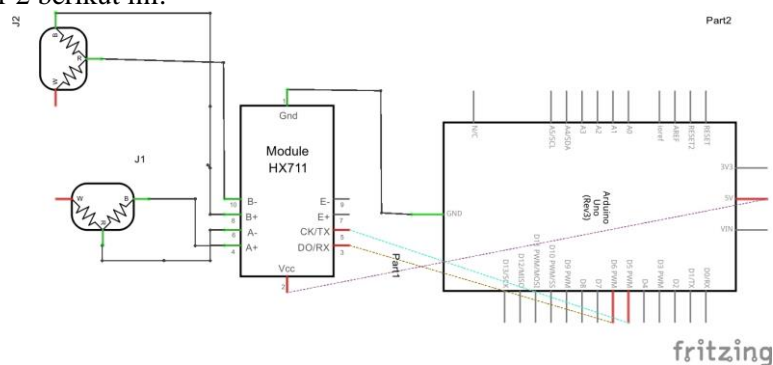 r 2 berikut ini.
J2
B
R
W
Part2
J1
W
B
R
1
Gnd
Module
HX711
10
B-
8
B+
6
A-
4
A+
E-
9
E+
7
CK/TX
5
DO/RX
3
Vcc
2
Part1
N/C
A5/SCL
A4/SDA
A3
A2
A1
A0
ioref
AREF
RESET2
RESET
3V3
5V
VIN
GND
Arduino
Uno
(Rev3)
D13/SCK
D12/MISO
D11 PWM/MOSI
D10 PWM/SS
D9 PWM
D8
D7
D6 PWM
D5 PWM
D4
D3 PWM
D2
D1/TX
D0/RX
fritzing